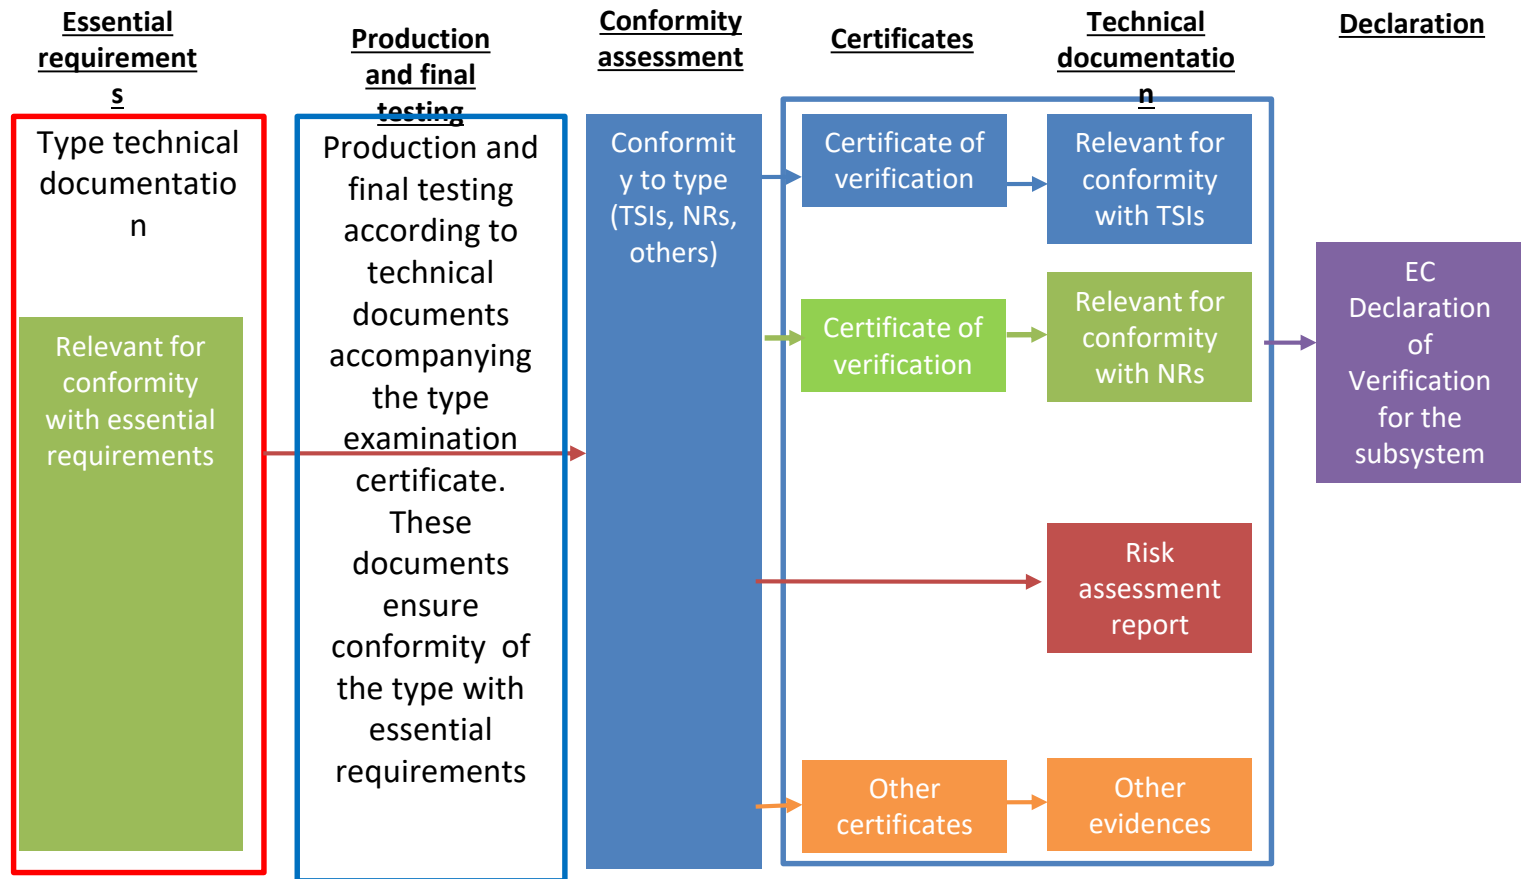 Essential
requirement
s
Production
and final
testing
Conformity
assessment
Certificates
Technical
documentatio
n
Declaration
Type technical
documentatio
n
Relevant for
conformity
with essential
requirements
Production and
final testing
according to
technical
documents
accompanying
the type
examination
certificate.
These
documents
ensure
conformity of
the type with
essential
requirements
Conformit
y to type
(TSIs, NRs,
others)
Certificate of
verification
Relevant for
conformity
with TSIs
Certificate of
verification
Relevant for
conformity
with NRs
Risk
assessment
report
Other
certificates
Other
evidences
EC
Declaration
of
Verification
for the
subsystem